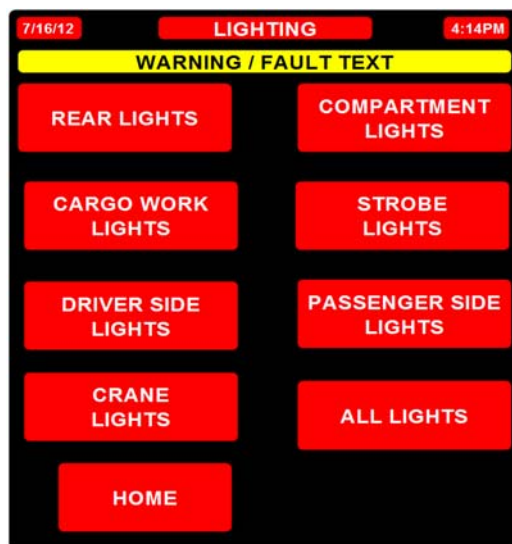 7/16/12 LIGHTING 4:14PM
WARNING / FAULT TEXT
REAR LIGHTS
COMPARTMENT
LIGHTS
CARGO WORK
LIGHTS
STROBE
LIGHTS
DRIVER SIDE
LIGHTS
PASSENGER SIDE
LIGHTS
CRANE
LIGHTS
ALL LIGHTS
HOME